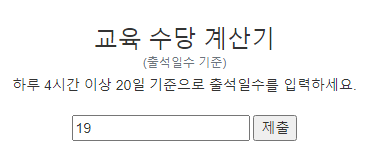 교육 수당 계산기
(출석일수 기준)
하루 4시간 이상 20일 기준으로 출석일수를 입력하세요.
19 제출